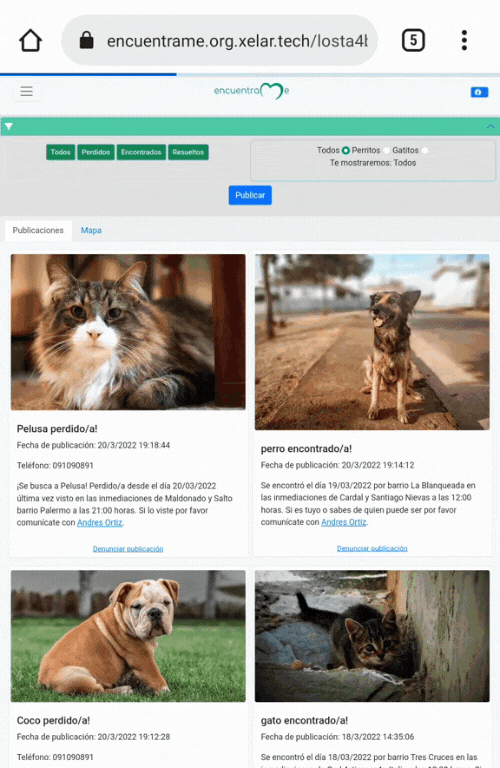 encuentrame.org.xelar.tech/losta4
5
encuentrame
Todos Perdidos Encontrados Resueltos
Todos Perritos Gatitos
Te mostraremos: Todos
Publicar
Publicaciones Mapa
Pelusa perdido/a!
Fecha de publicación: 20/3/2022 19:18:44
Teléfono: 091090891
¡Se busca a Pelusa! Perdido/a desde el día 20/03/2022
última vez visto en las inmediaciones de Maldonado y Salto
barrio Palermo a las 21:00 horas. Si lo viste por favor
comunícate con Andres Ortiz.
Denunciar publicación
perro encontrado/a!
Fecha de publicación: 20/3/2022 19:14:12
Se encontró el día 19/03/2022 por barrio La Blanqueada en
las inmediaciones de Cardal y Santiago Nievas a las 12:00
horas. Si es tuyo o sabes de quien puede ser por favor
comunícate con Andres Ortiz.
Denunciar publicación
Coco perdido/a!
Fecha de publicación: 20/3/2022 19:12:28
Teléfono: 091090891
gato encontrado/a!
Fecha de publicación: 18/3/2022 14:35:06
Se encontró el día 18/03/2022 por barrio Tres Cruces en las